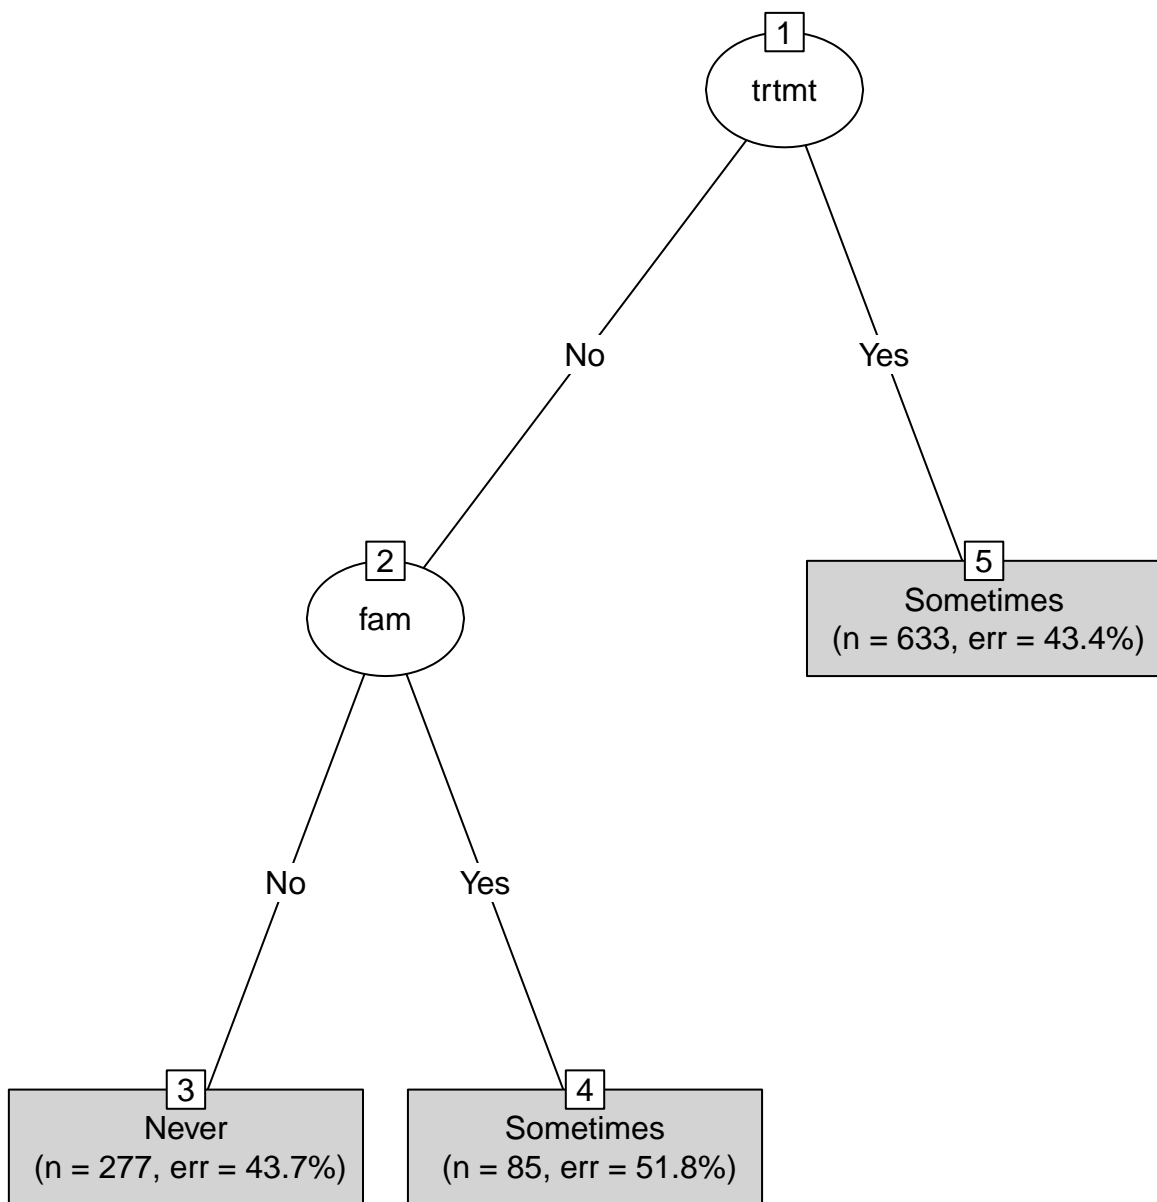 1
trtmt
No
Yes
2
fam
5
Sometimes
(n = 633, err = 43.4%)
No
Yes
3
Never
(n = 277, err = 43.7%)
4
Sometimes
(n = 85, err = 51.8%)